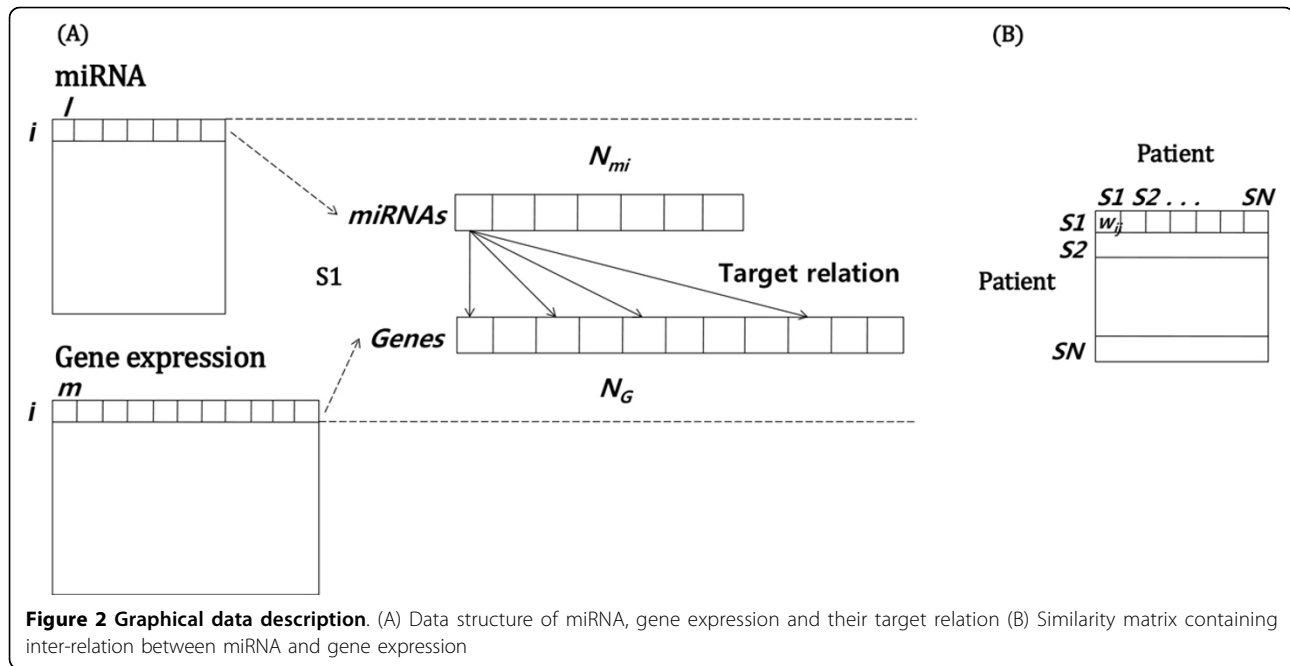 (A)
miRNA
l
i
N_mi
miRNAs
S1
Target relation
Genes
Gene expression
m
i
N_G
(B)
Patient
S1 S2 . . . SN
S1 w_ij
S2
Patient
SN
Figure 2 Graphical data description. (A) Data structure of miRNA, gene expression and their target relation (B) Similarity matrix containing
inter-relation between miRNA and gene expression